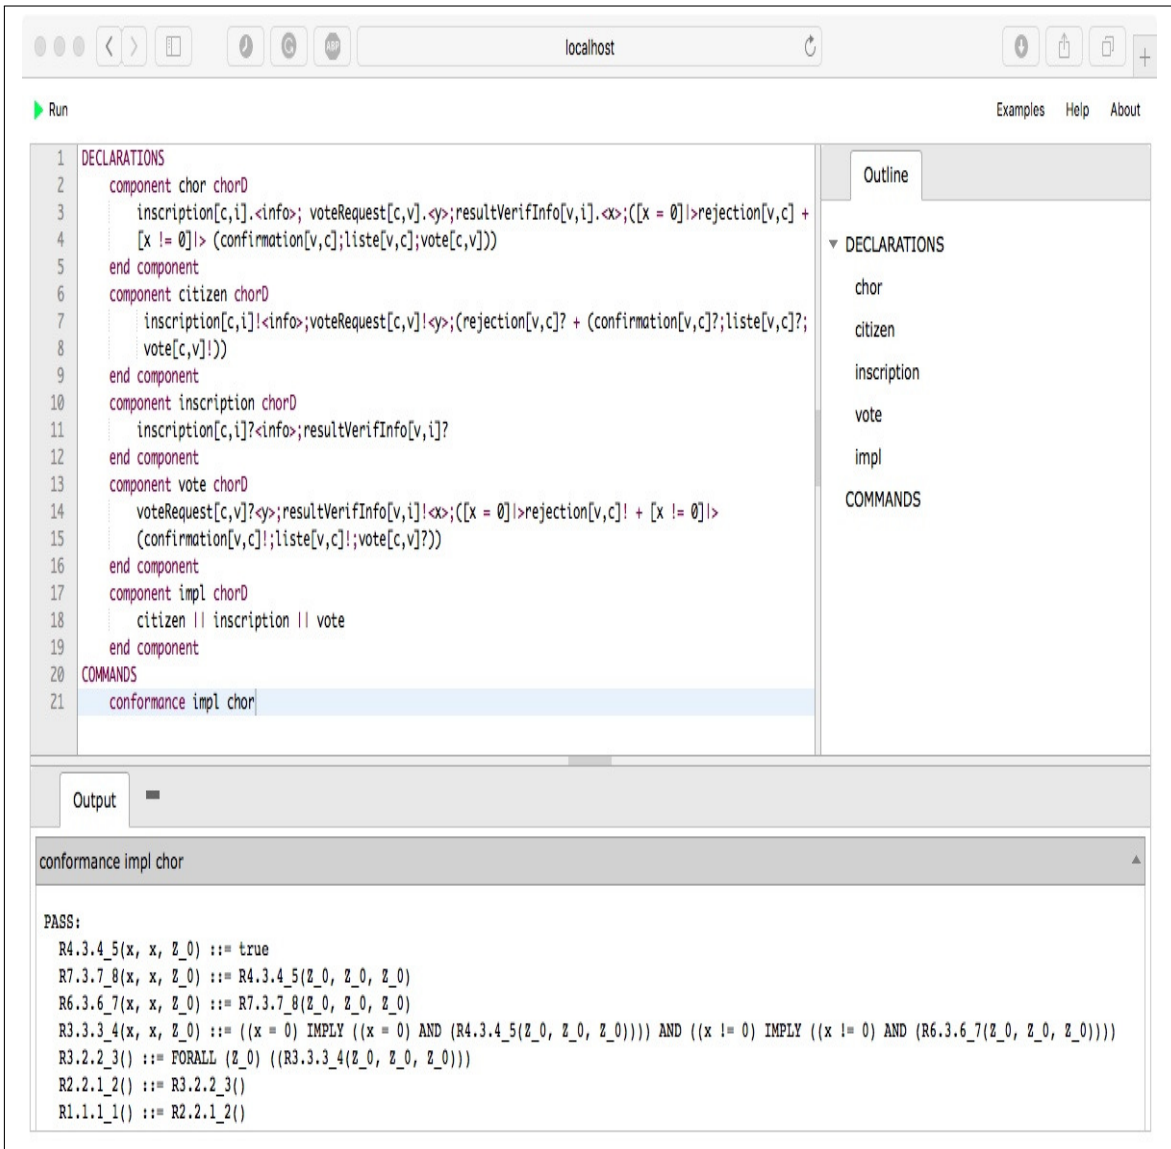 localhost
Run
Examples Help About
1 DECLARATIONS
2 component chor chorD
3 inscription[c,i].<info>; voteRequest[c,v].<y>;resultVerifInfo[v,i].<x>;([x = 0]|>rejection[v,c] +
4 [x != 0]|> (confirmation[v,c];liste[v,c];vote[c,v]))
5 end component
6 component citizen chorD
7 inscription[c,i]!<info>;voteRequest[c,v]!<y>;(rejection[v,c]? + (confirmation[v,c]?;liste[v,c]?;
8 vote[c,v]!))
9 end component
10 component inscription chorD
11 inscription[c,i]?<info>;resultVerifInfo[v,i]?
12 end component
13 component vote chorD
14 voteRequest[c,v]?<y>;resultVerifInfo[v,i]!<x>;([x = 0]|>rejection[v,c]! + [x != 0]|>
15 (confirmation[v,c]!;liste[v,c]!;vote[c,v]?))
16 end component
17 component impl chorD
18 citizen || inscription || vote
19 end component
20 COMMANDS
21 conformance impl chor
Outline
DECLARATIONS
chor
citizen
inscription
vote
impl
COMMANDS
Output
conformance impl chor
PASS:
R4.3.4_5(x, x, Z_0) ::= true
R7.3.7_8(x, x, Z_0) ::= R4.3.4_5(Z_0, Z_0, Z_0)
R6.3.6_7(x, x, Z_0) ::= R7.3.7_8(Z_0, Z_0, Z_0)
R3.3.3_4(x, x, Z_0) ::= ((x = 0) IMPLY ((x = 0) AND (R4.3.4_5(Z_0, Z_0, Z_0)))) AND ((x != 0) IMPLY ((x != 0) AND (R6.3.6_7(Z_0, Z_0, Z_0))))
R3.2.2_3() ::= FORALL (Z_0) ((R3.3.3_4(Z_0, Z_0, Z_0)))
R2.2.1_2() ::= R3.2.2_3()
R1.1.1_1() ::= R2.2.1_2()